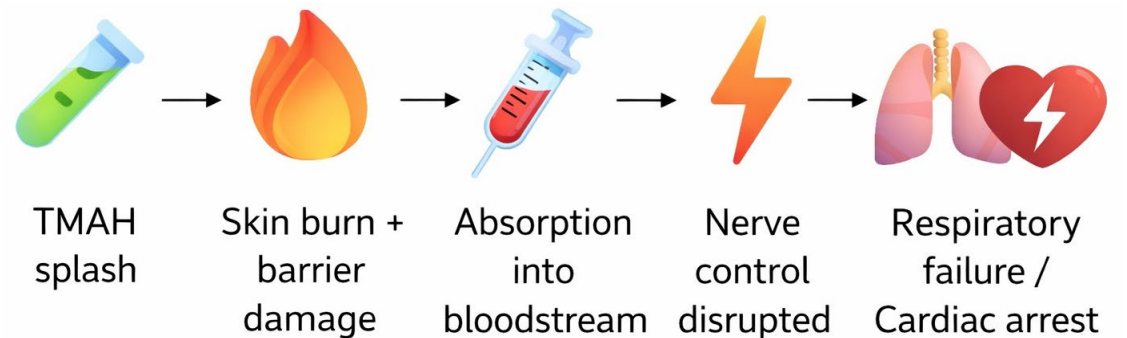 TMAH
splash
Skin burn +
barrier
damage
Absorption
into
bloodstream
Nerve
control
disrupted
Respiratory
failure /
Cardiac arrest